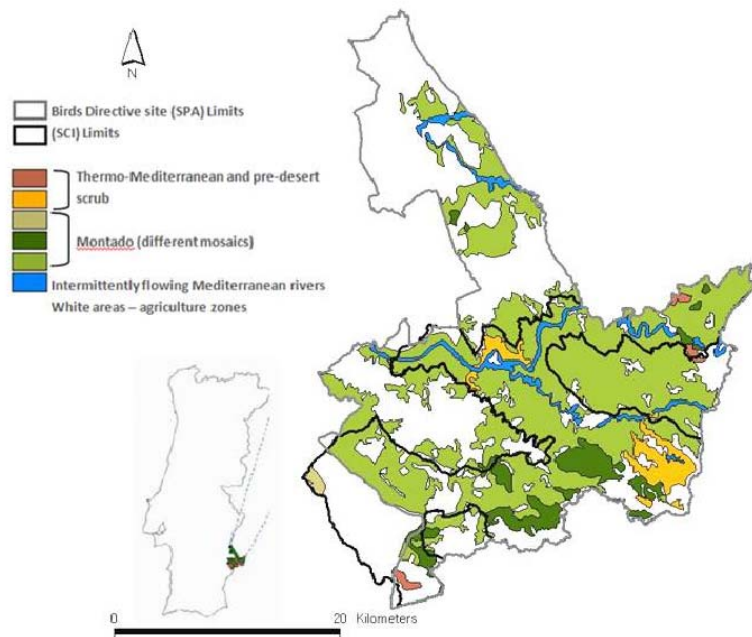 N
Birds Directive site (SPA) Limits
(SCI) Limits
Thermo-Mediterranean and pre-desert
scrub
Montado (different mosaics)
Intermittently flowing Mediterranean rivers
White areas – agriculture zones
0 20 Kilometers